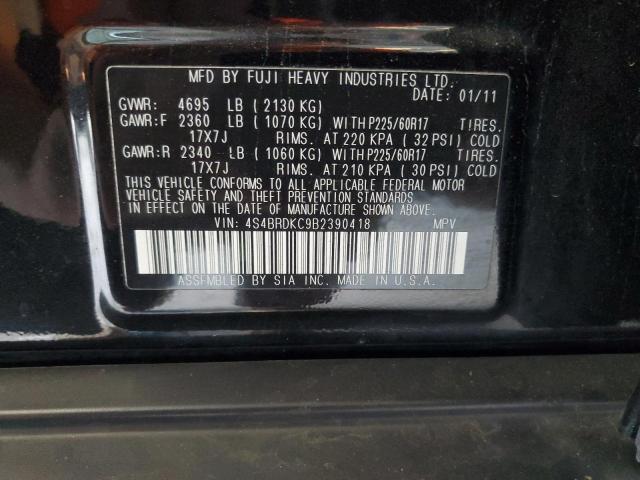 MFD BY FUJI HEAVY INDUSTRIES LTD.
DATE: 01/11
GVWR: 4695 LB (2130 KG)
GAWR:F 2360 LB (1070 KG) WITH P225/60R17 TIRES.
17X7J RIMS. AT 220 KPA (32 PSI) COLD
GAWR:R 2340 LB (1060 KG) WITH P225/60R17 TIRES.
17X7J RIMS. AT 210 KPA (30 PSI) COLD
THIS VEHICLE CONFORMS TO ALL APPLICABLE FEDERAL MOTOR
VEHICLE SAFETY AND THEFT PREVENTION STANDARDS
IN EFFECT ON THE DATE OF MANUFACTURE SHOWN ABOVE.
VIN: 4S4BRDKC9B2390418 MPV
ASSEMBLED BY SIA INC. MADE IN U.S.A.